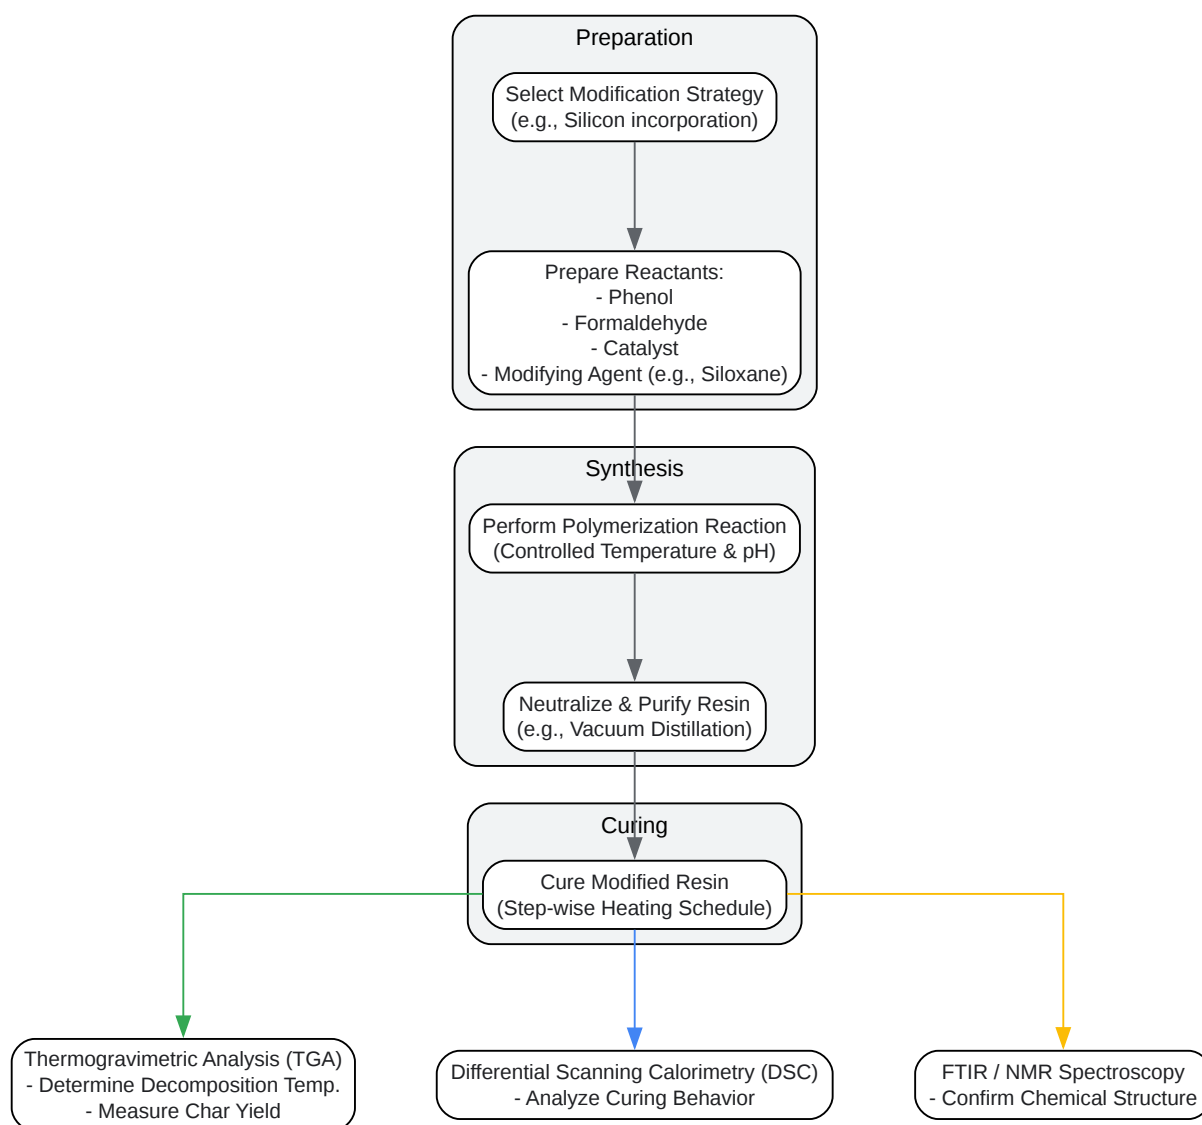 Preparation
Select Modification Strategy
(e.g., Silicon incorporation)
Prepare Reactants:
- Phenol
- Formaldehyde
- Catalyst
- Modifying Agent (e.g., Siloxane)
Synthesis
Perform Polymerization Reaction
(Controlled Temperature & pH)
Neutralize & Purify Resin
(e.g., Vacuum Distillation)
Curing
Cure Modified Resin
(Step-wise Heating Schedule)
Thermogravimetric Analysis (TGA)
- Determine Decomposition Temp.
- Measure Char Yield
Differential Scanning Calorimetry (DSC)
- Analyze Curing Behavior
FTIR / NMR Spectroscopy
- Confirm Chemical Structure